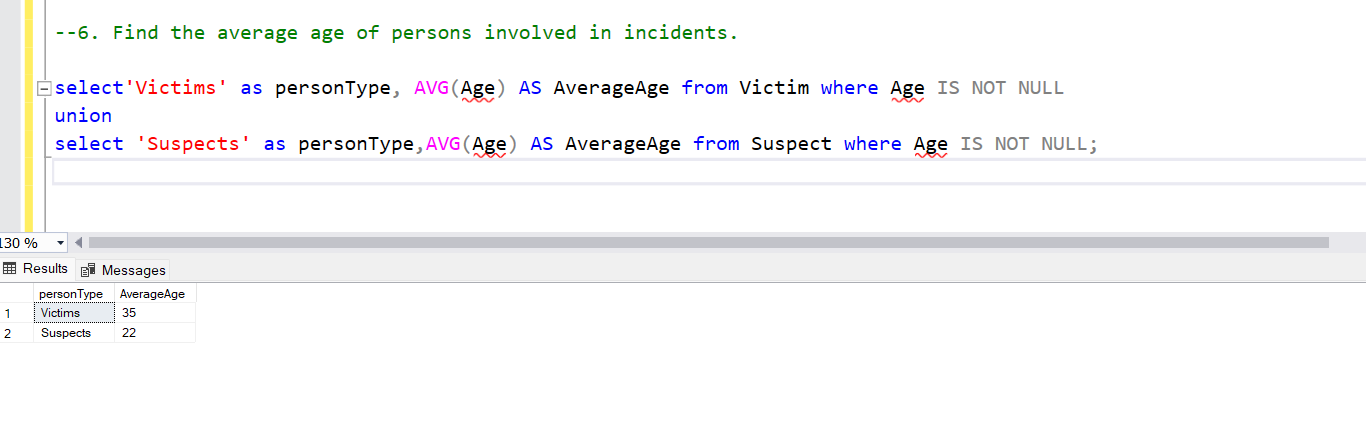 --6. Find the average age of persons involved in incidents.
select'Victims' as personType, AVG(Age) AS AverageAge from Victim where Age IS NOT NULL
union
select 'Suspects' as personType,AVG(Age) AS AverageAge from Suspect where Age IS NOT NULL;
130 %
Results Messages
personType AverageAge
1 Victims 35
2 Suspects 22